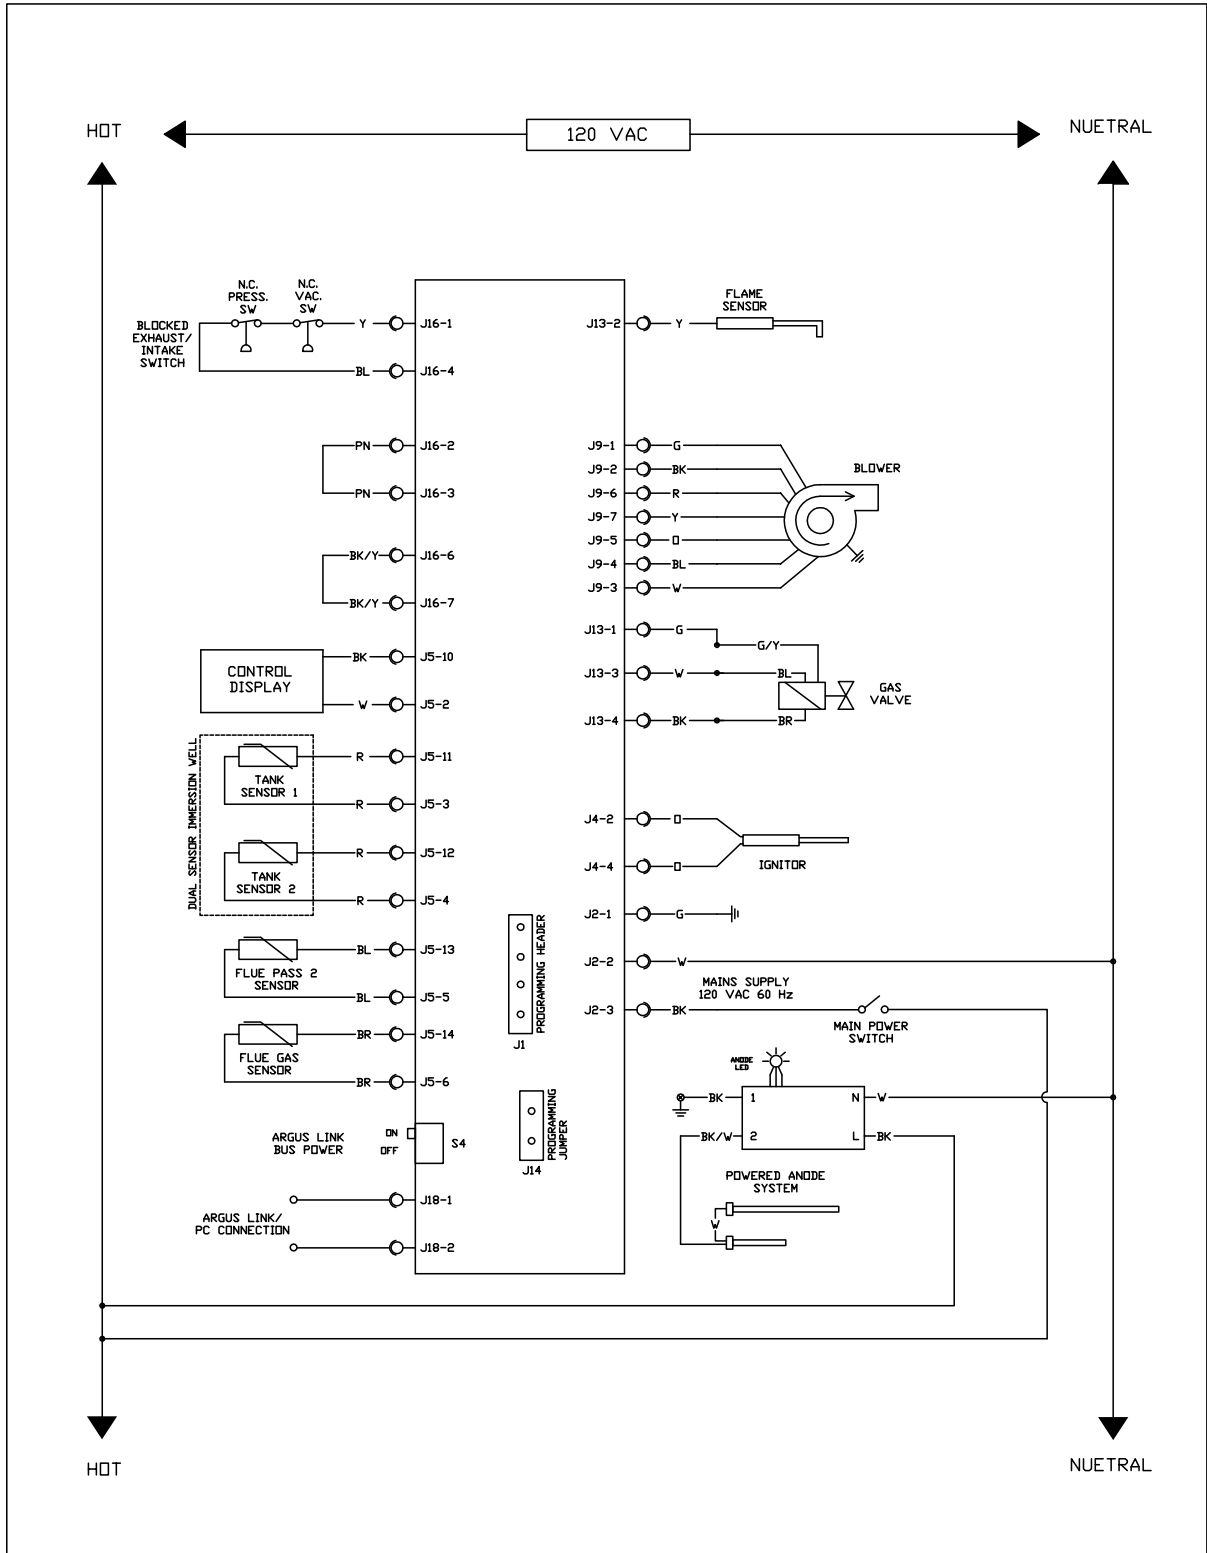 HOT
120 VAC
NUETRAL
N.C.
PRESS.
SW
N.C.
VAC.
SW
BLOCKED
EXHAUST/
INTAKE
SWITCH
Y
J16-1
BL
J16-4
PN
J16-2
PN
J16-3
BK/Y
J16-6
BK/Y
J16-7
CONTROL
DISPLAY
BK
J5-10
W
J5-2
DUAL SENSOR IMMERSION WELL
TANK
SENSOR 1
R
J5-11
R
J5-3
TANK
SENSOR 2
R
J5-12
R
J5-4
FLUE PASS 2
SENSOR
BL
J5-13
BL
J5-5
FLUE GAS
SENSOR
BR
J5-14
BR
J5-6
ARGUS LINK
BUS POWER
ON
OFF
S4
ARGUS LINK/
PC CONNECTION
J18-1
J18-2
PROGRAMMING HEADER
J1
PROGRAMMING
JUMPER
J14
J13-2
Y
FLAME
SENSOR
J9-1
G
J9-2
BK
J9-6
R
J9-7
Y
J9-5
O
J9-4
BL
J9-3
W
BLOWER
J13-1
G
G/Y
J13-3
W
BL
J13-4
BK
BR
GAS
VALVE
J4-2
O
J4-4
O
IGNITOR
J2-1
G
J2-2
W
MAINS SUPPLY
120 VAC 60 Hz
J2-3
BK
MAIN POWER
SWITCH
ANODE
LED
BK
1
N
W
BK/W
2
L
BK
POWERED ANODE
SYSTEM
W
HOT
NUETRAL